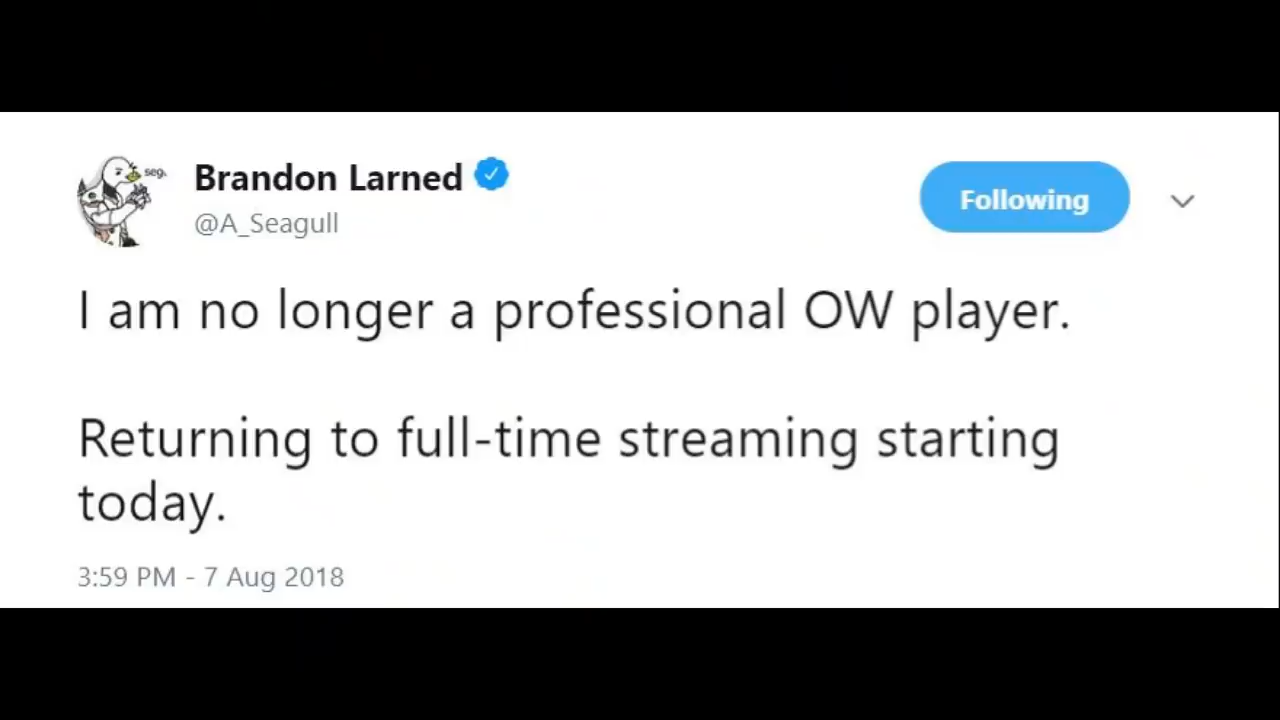 seg.
Brandon Larned
@A_Seagull
Following
I am no longer a professional OW player.
Returning to full-time streaming starting
today.
3:59 PM - 7 Aug 2018